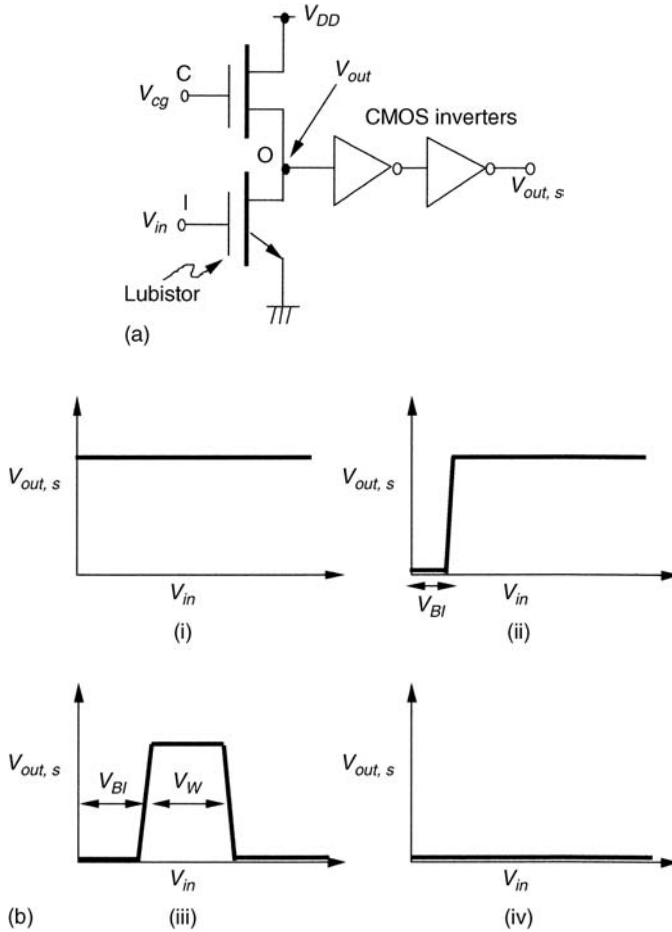 V_DD
C
V_cg
V_out
CMOS inverters
O
I
V_in
V_out, s
Lubistor
(a)
V_out, s
V_in
(i)
V_out, s
V_BI
V_in
(ii)
V_out, s
V_BI
V_W
V_in
(iii)
V_out, s
V_in
(iv)
(b)